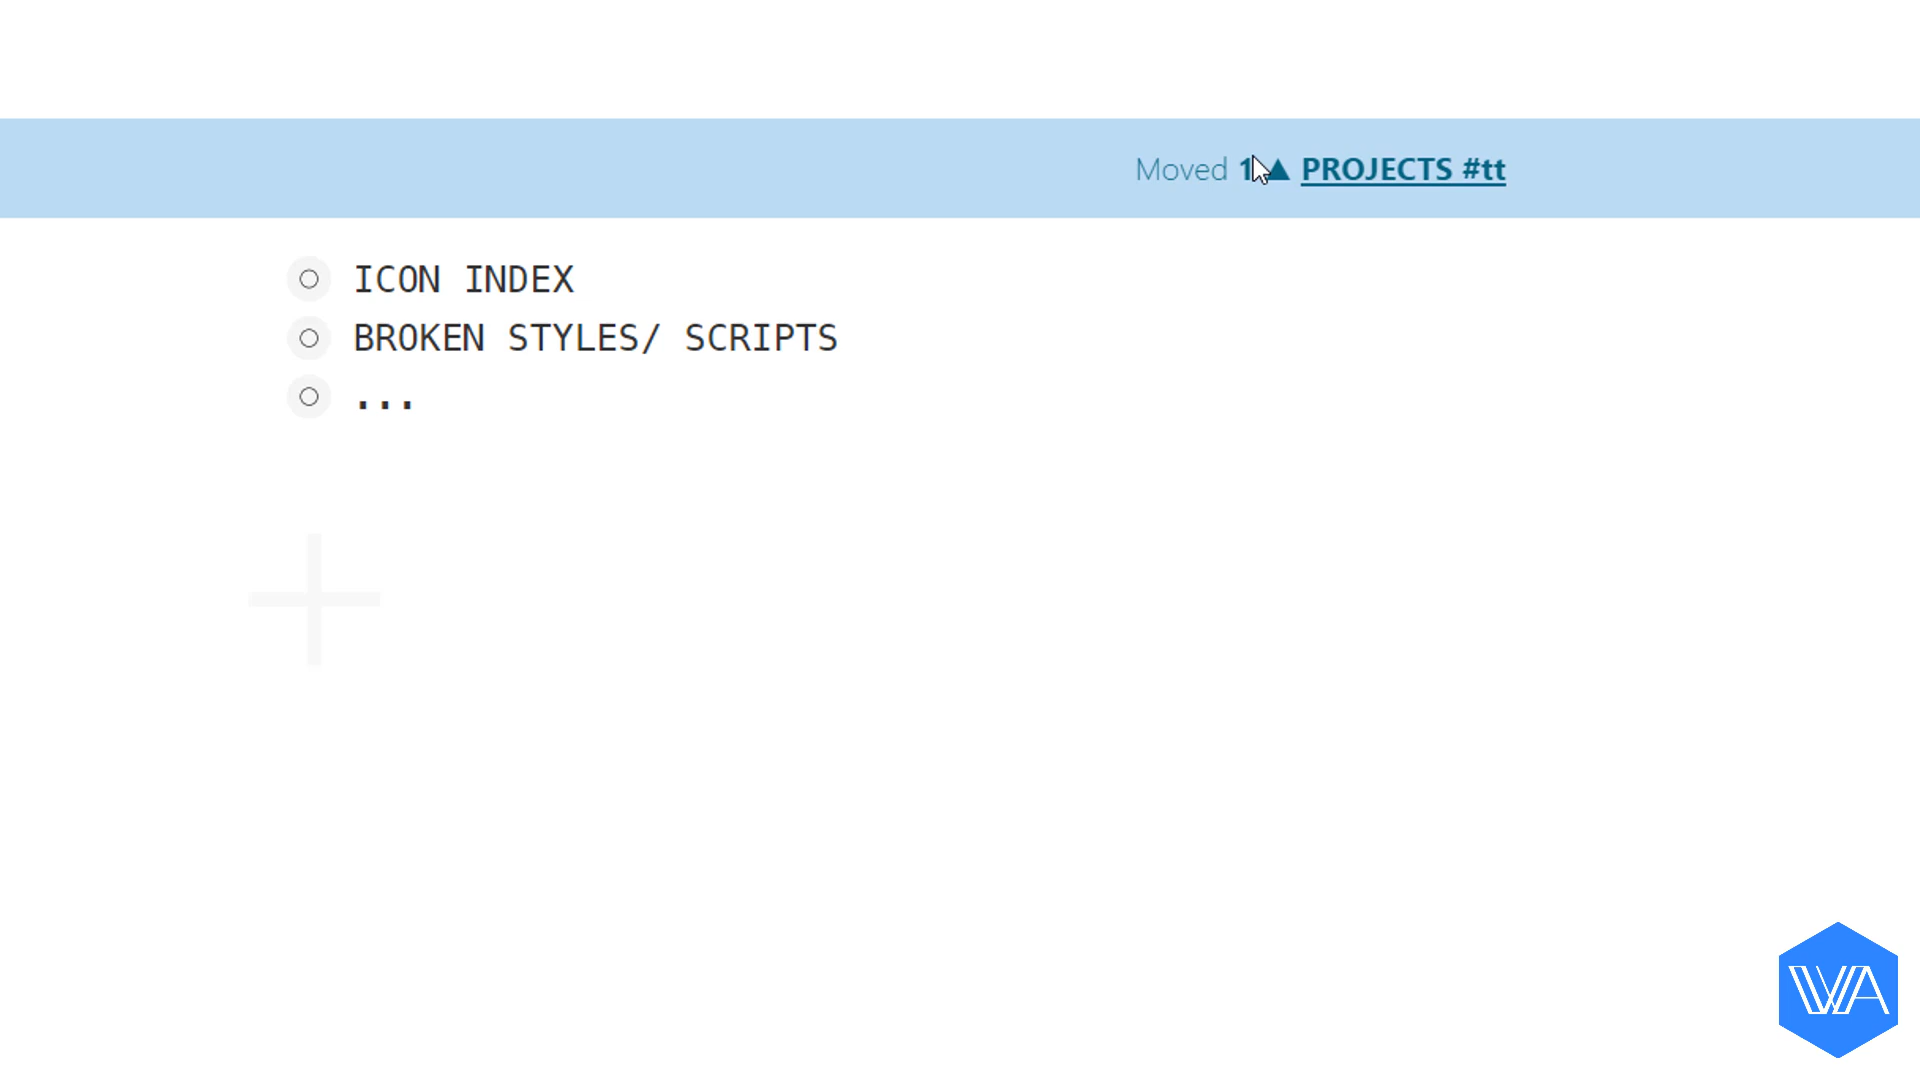 Moved 1 ▲ PROJECTS #tt
ICON INDEX
BROKEN STYLES/ SCRIPTS
...
WA